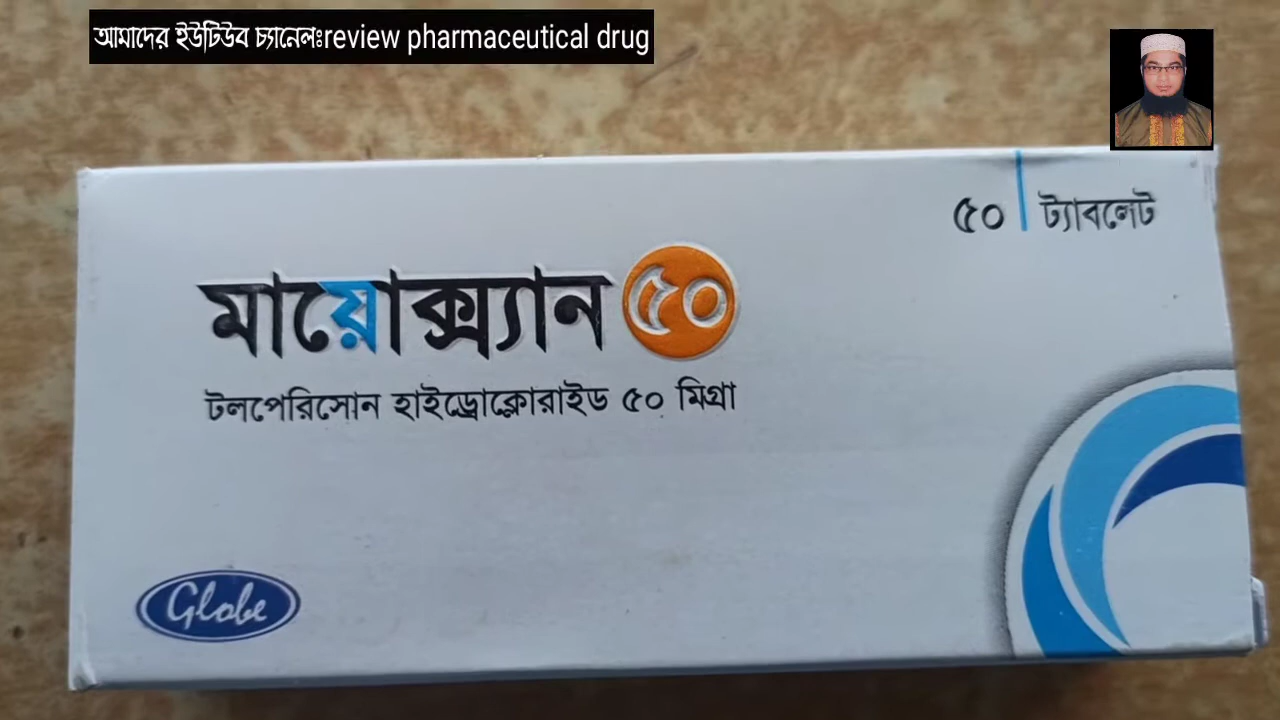 আমাদের ইউটিউব চ্যানেলঃreview pharmaceutical drug
৫০ | ট্যাবলেট
মায়োক্স্যান ৫০
টলপেরিসোন হাইড্রোক্লোরাইড ৫০ মিগ্রা
Globe